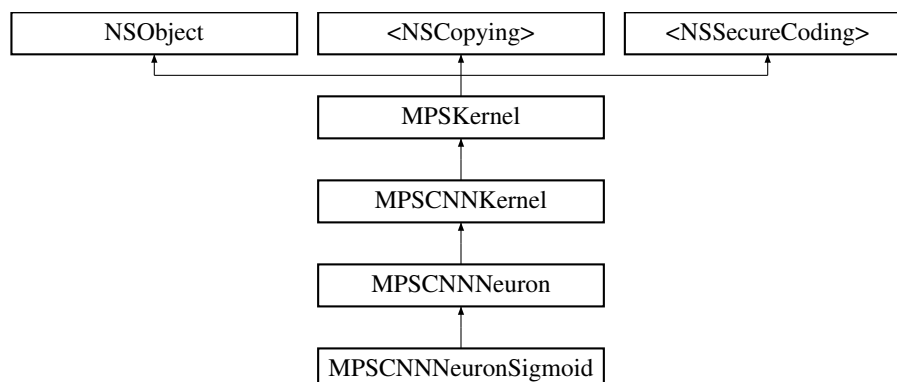 NSObject
<NSCopying>
<NSSecureCoding>
MPSKernel
MPSCNNKernel
MPSCNNNeuron
MPSCNNNeuronSigmoid